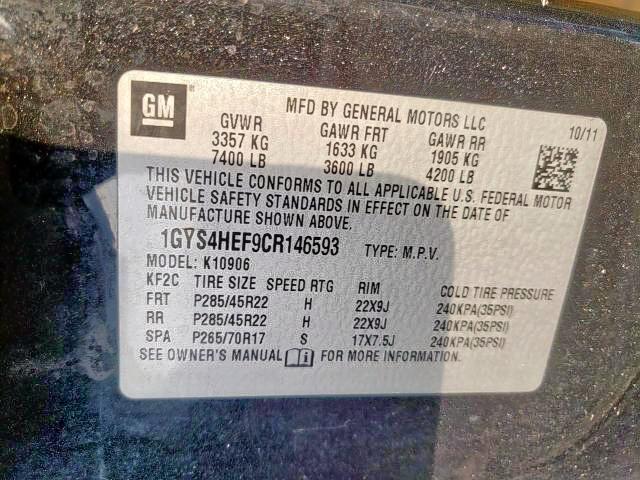 GM
MFD BY GENERAL MOTORS LLC
10/11
GVWR GAWR FRT GAWR RR
3357 KG 1633 KG 1905 KG
7400 LB 3600 LB 4200 LB
THIS VEHICLE CONFORMS TO ALL APPLICABLE U.S. FEDERAL MOTOR
VEHICLE SAFETY STANDARDS IN EFFECT ON THE DATE OF
MANUFACTURE SHOWN ABOVE.
1GYS4HEF9CR146593 TYPE: M.P.V.
MODEL: K10906
KF2C TIRE SIZE SPEED RTG RIM COLD TIRE PRESSURE
FRT P285/45R22 H 22X9J 240KPA(35PSI)
RR P285/45R22 H 22X9J 240KPA(35PSI)
SPA P265/70R17 S 17X7.5J 240KPA(35PSI)
SEE OWNER'S MANUAL i FOR MORE INFORMATION.